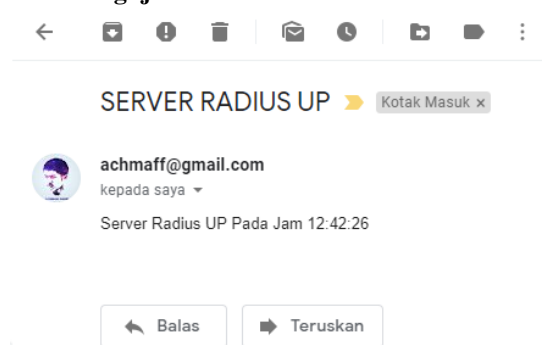 SERVER RADIUS UP Kotak Masuk x
achmaff@gmail.com
kepada saya
Server Radius UP Pada Jam 12:42:26
Balas Teruskan